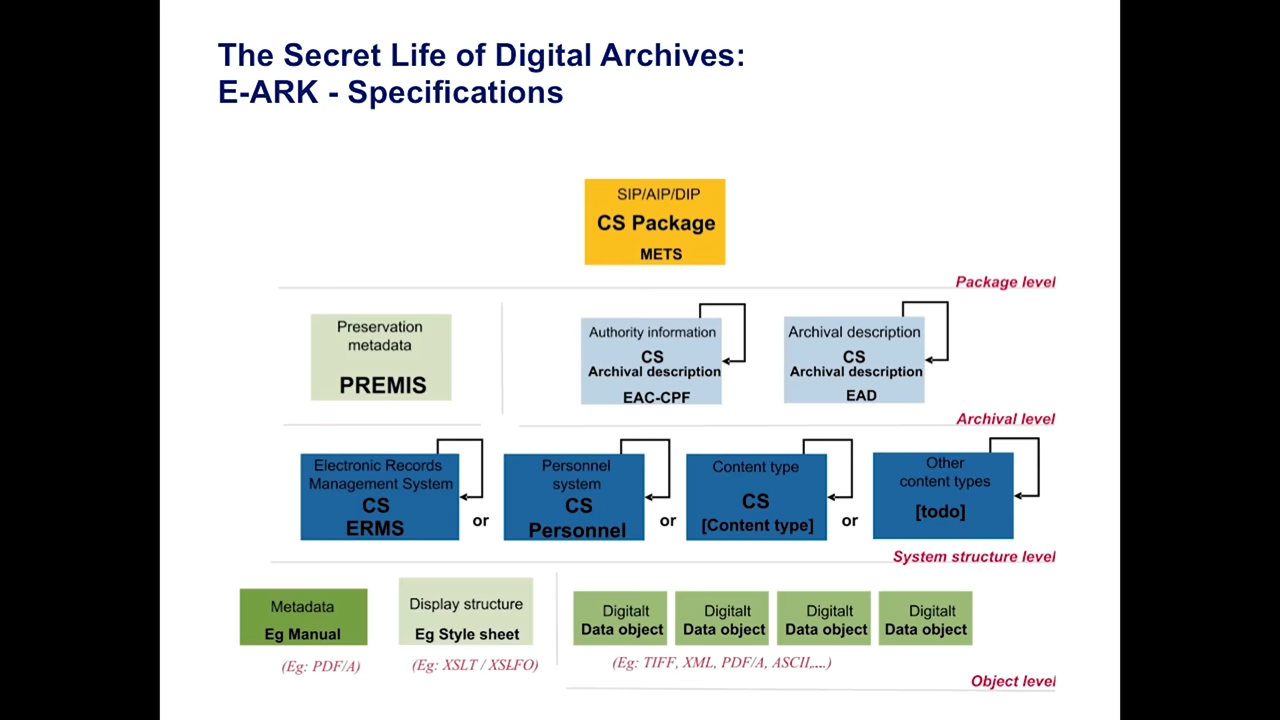 The Secret Life of Digital Archives:
E-ARK - Specifications
SIP/AIP/DIP
CS Package
METS
Package level
Preservation
metadata
PREMIS
Authority information
CS
Archival description
EAC-CPF
Archival description
CS
Archival description
EAD
Archival level
Electronic Records
Management System
CS
ERMS
or
Personnel
system
CS
Personnel
or
Content type
CS
[Content type]
or
Other
content types
[todo]
System structure level
Metadata
Eg Manual
(Eg: PDF/A)
Display structure
Eg Style sheet
(Eg: XSLT / XSLFO)
Digitalt
Data object
Digitalt
Data object
Digitalt
Data object
Digitalt
Data object
(Eg: TIFF, XML, PDF/A, ASCII,....)
Object level